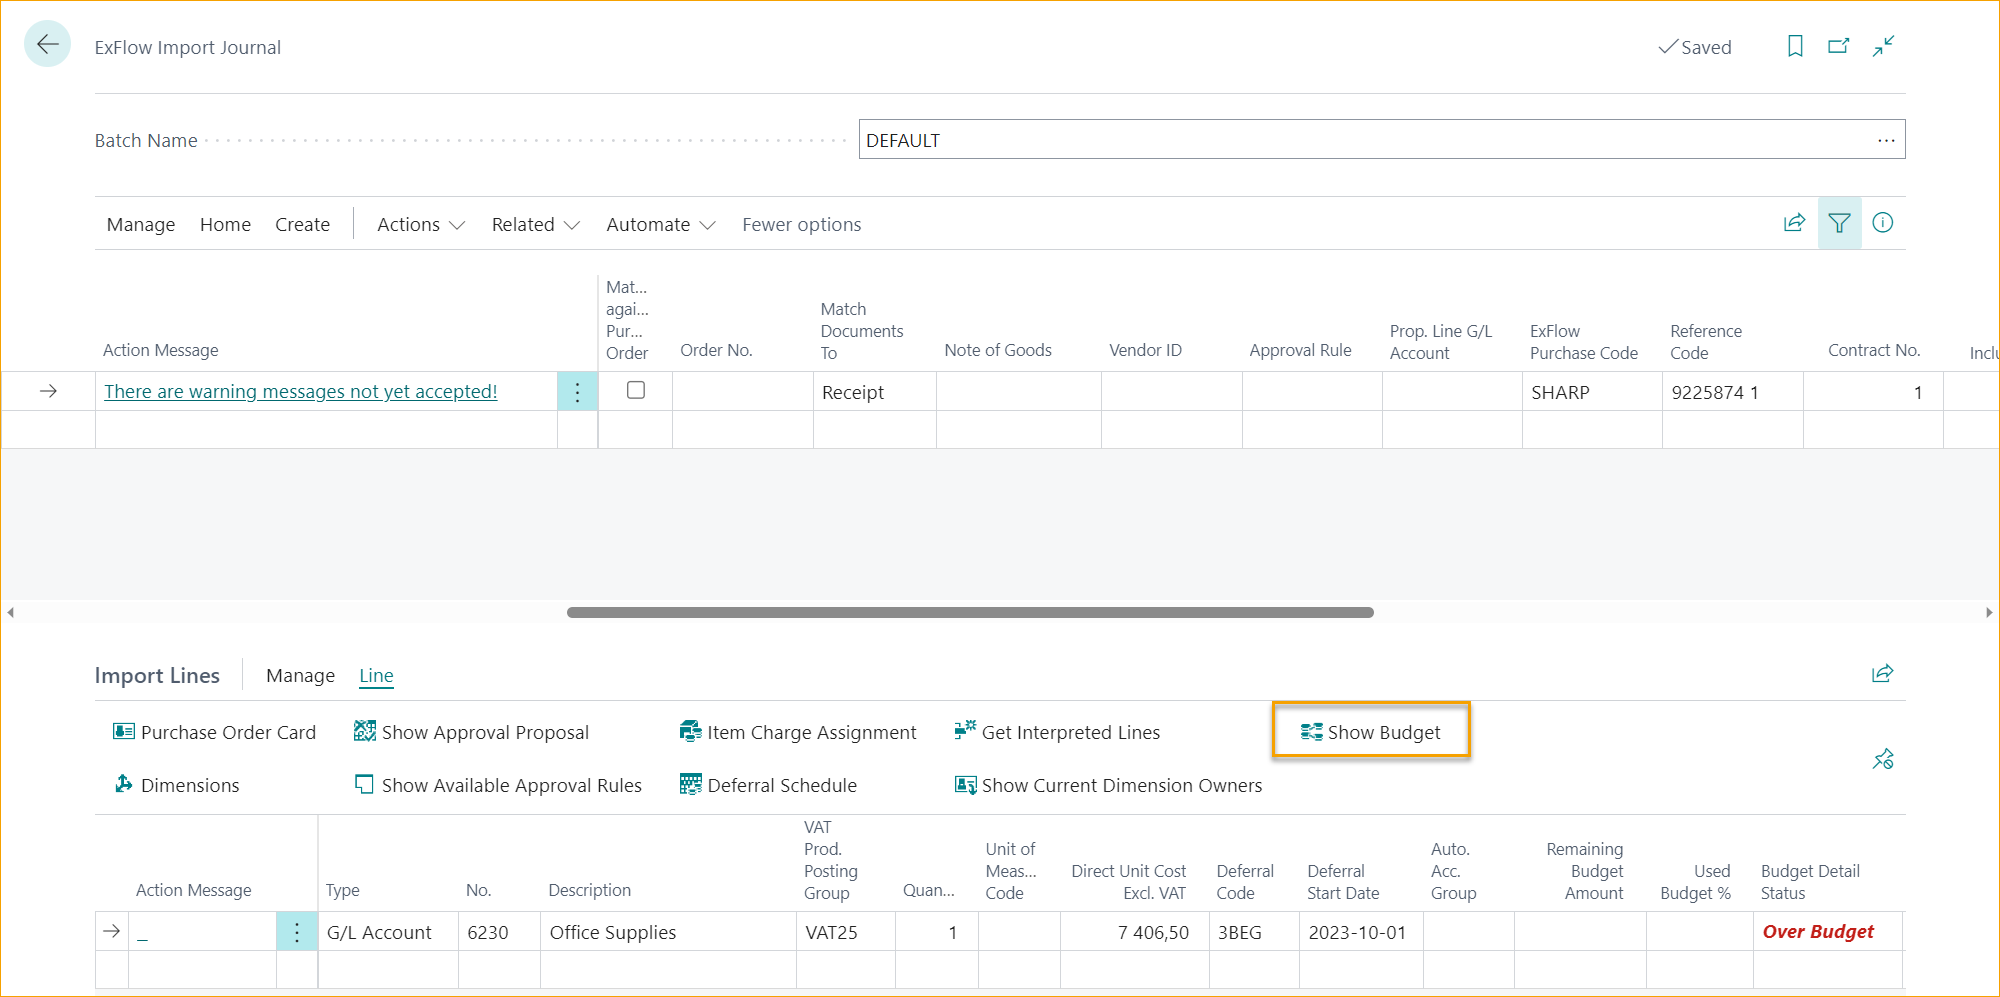 ExFlow Import Journal
Saved
Batch Name
DEFAULT
Manage Home Create Actions Related Automate Fewer options
Action Message
Mat... agai... Pur... Order
Order No.
Match Documents To
Note of Goods
Vendor ID
Approval Rule
Prop. Line G/L Account
ExFlow Purchase Code
Reference Code
Contract No.
Inclu
There are warning messages not yet accepted! Receipt SHARP 9225874 1 1
Import Lines Manage Line
Purchase Order Card Show Approval Proposal Item Charge Assignment Get Interpreted Lines Show Budget
Dimensions Show Available Approval Rules Deferral Schedule Show Current Dimension Owners
Action Message
Type
No.
Description
VAT Prod. Posting Group
Quan...
Unit of Meas... Code
Direct Unit Cost Excl. VAT
Deferral Code
Deferral Start Date
Auto. Acc. Group
Remaining Budget Amount
Used Budget %
Budget Detail Status
_ G/L Account 6230 Office Supplies VAT25 1 7 406,50 3BEG 2023-10-01 Over Budget